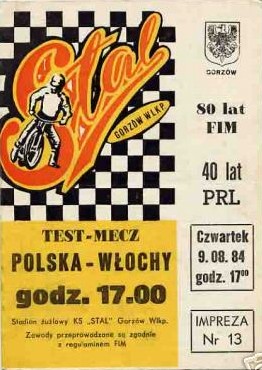 Stal
GORZÓW WLKP.
GORZÓW
80 lat
FIM
40 lat
PRL
TEST-MECZ
POLSKA-WŁOCHY
godz. 17.00
Stadion żużlowy KS „STAL" Gorzów Wlkp.
Zawody przeprowadzone są zgodnie
z regulaminem FIM
Czwartek
9. 08. 84
godz. 17⁰⁰
IMPREZA
Nr 13